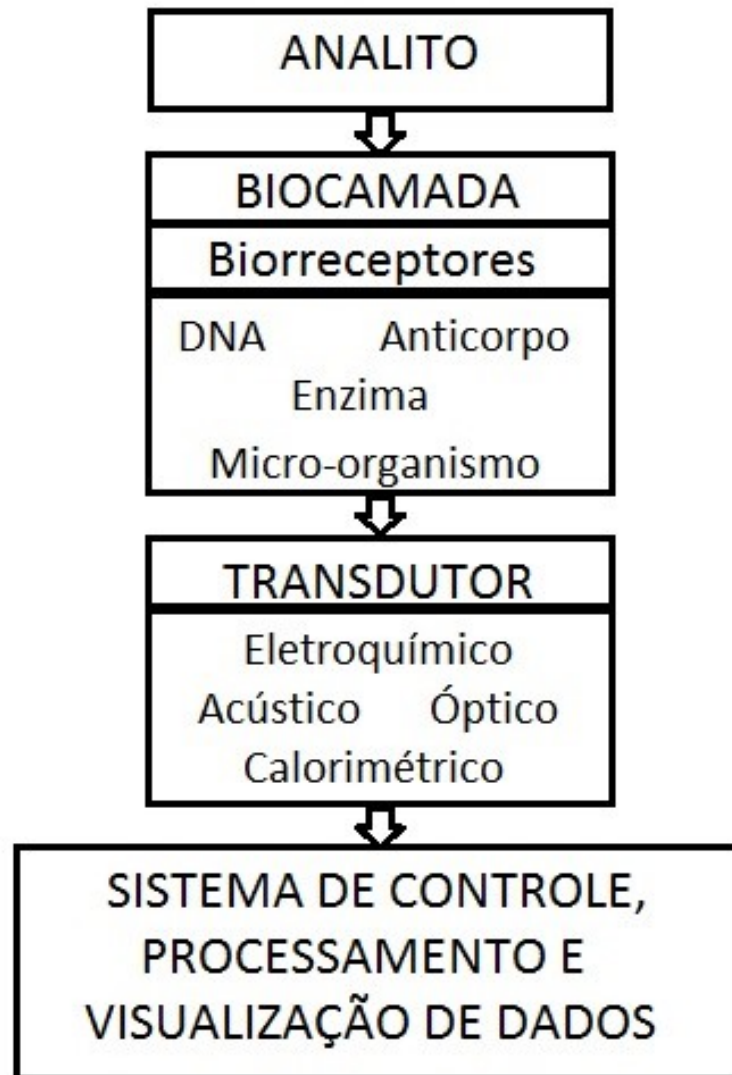 ANALITO
BIOCAMADA
Biorreceptores
DNA Anticorpo
Enzima
Micro-organismo
TRANSDUTOR
Eletroquímico
Acústico Óptico
Calorimétrico
SISTEMA DE CONTROLE,
PROCESSAMENTO E
VISUALIZAÇÃO DE DADOS